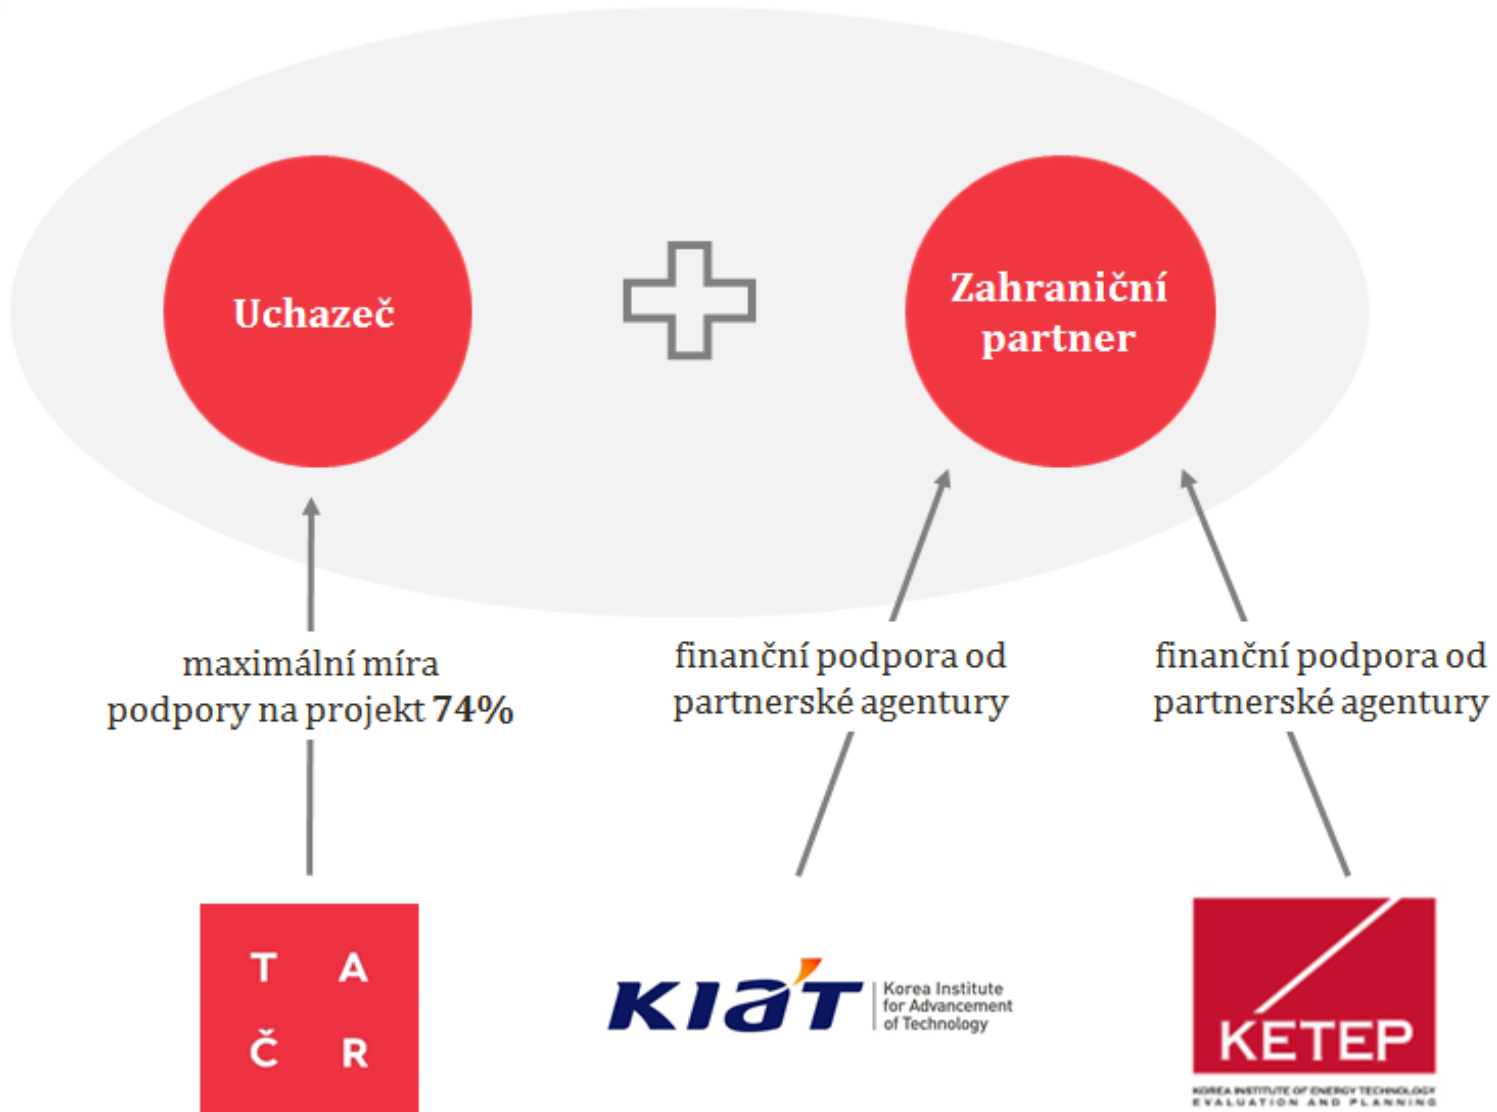 Uchazeč
Zahraniční
partner
maximální míra
podpory na projekt 74%
finanční podpora od
partnerské agentury
finanční podpora od
partnerské agentury
T A
Č R
KIAT
Korea Institute
for Advancement
of Technology
KETEP
KOREA INSTITUTE OF ENERGY TECHNOLOGY
EVALUATION AND PLANNING